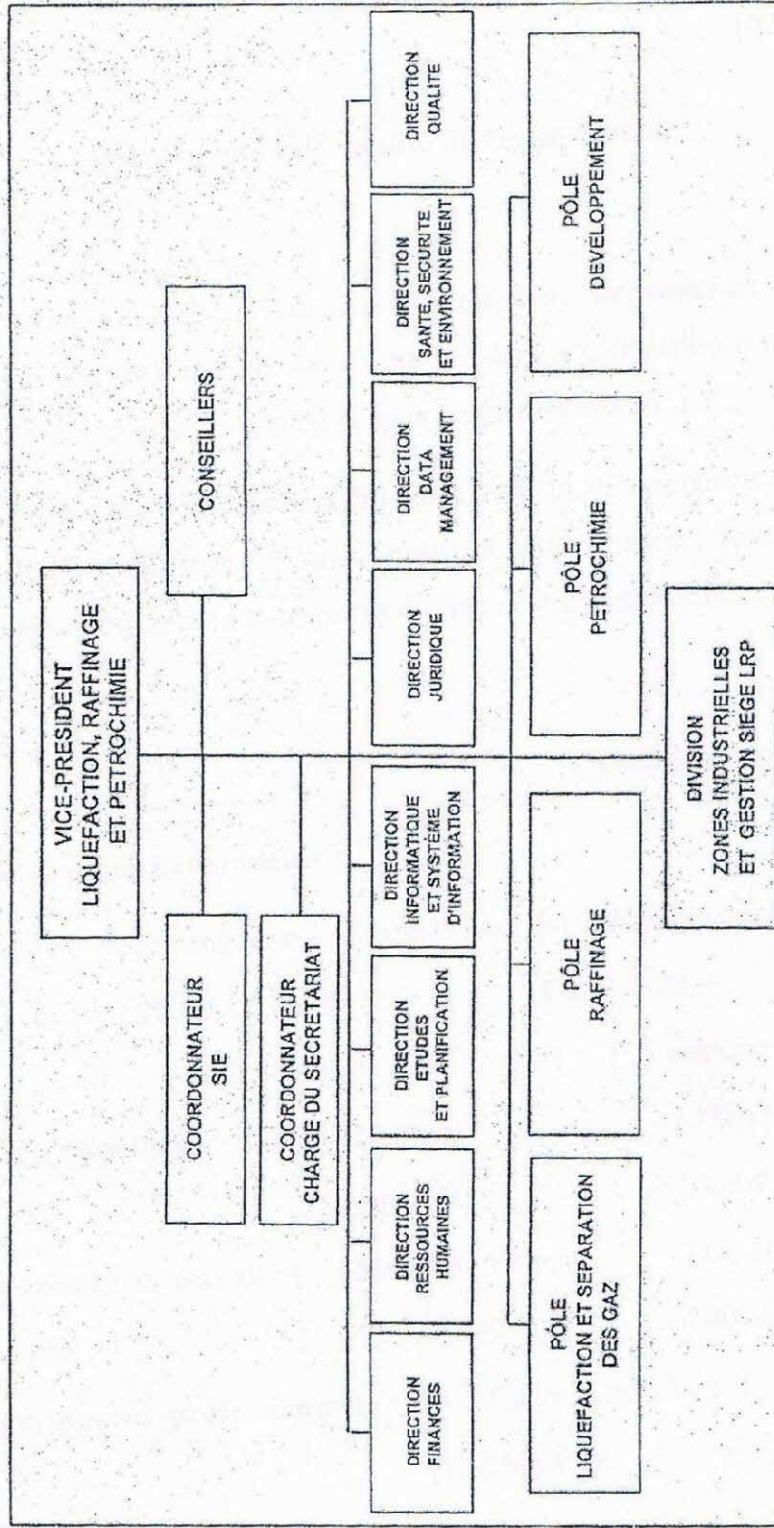 VICE-PRESIDENT
LIQUEFACTION, RAFFINAGE
ET PETROCHIMIE
COORDONNATEUR
SIE
CONSEILLERS
COORDONNATEUR
CHARGE DU SECRETARIAT
DIRECTION
FINANCES
DIRECTION
RESSOURCES
HUMAINES
DIRECTION
ETUDES
ET PLANIFICATION
DIRECTION
INFORMATIQUE
ET SYSTÈME
D'INFORMATION
DIRECTION
JURIDIQUE
DIRECTION
DATA
MANAGEMENT
DIRECTION
SANTE, SECURITE
ET ENVIRONNEMENT
DIRECTION
QUALITE
PÔLE
LIQUEFACTION ET SEPARATION
DES GAZ
PÔLE
RAFFINAGE
PÔLE
PETROCHIMIE
PÔLE
DEVELOPPEMENT
DIVISION
ZONES INDUSTRIELLES
ET GESTION SIEGE LRP